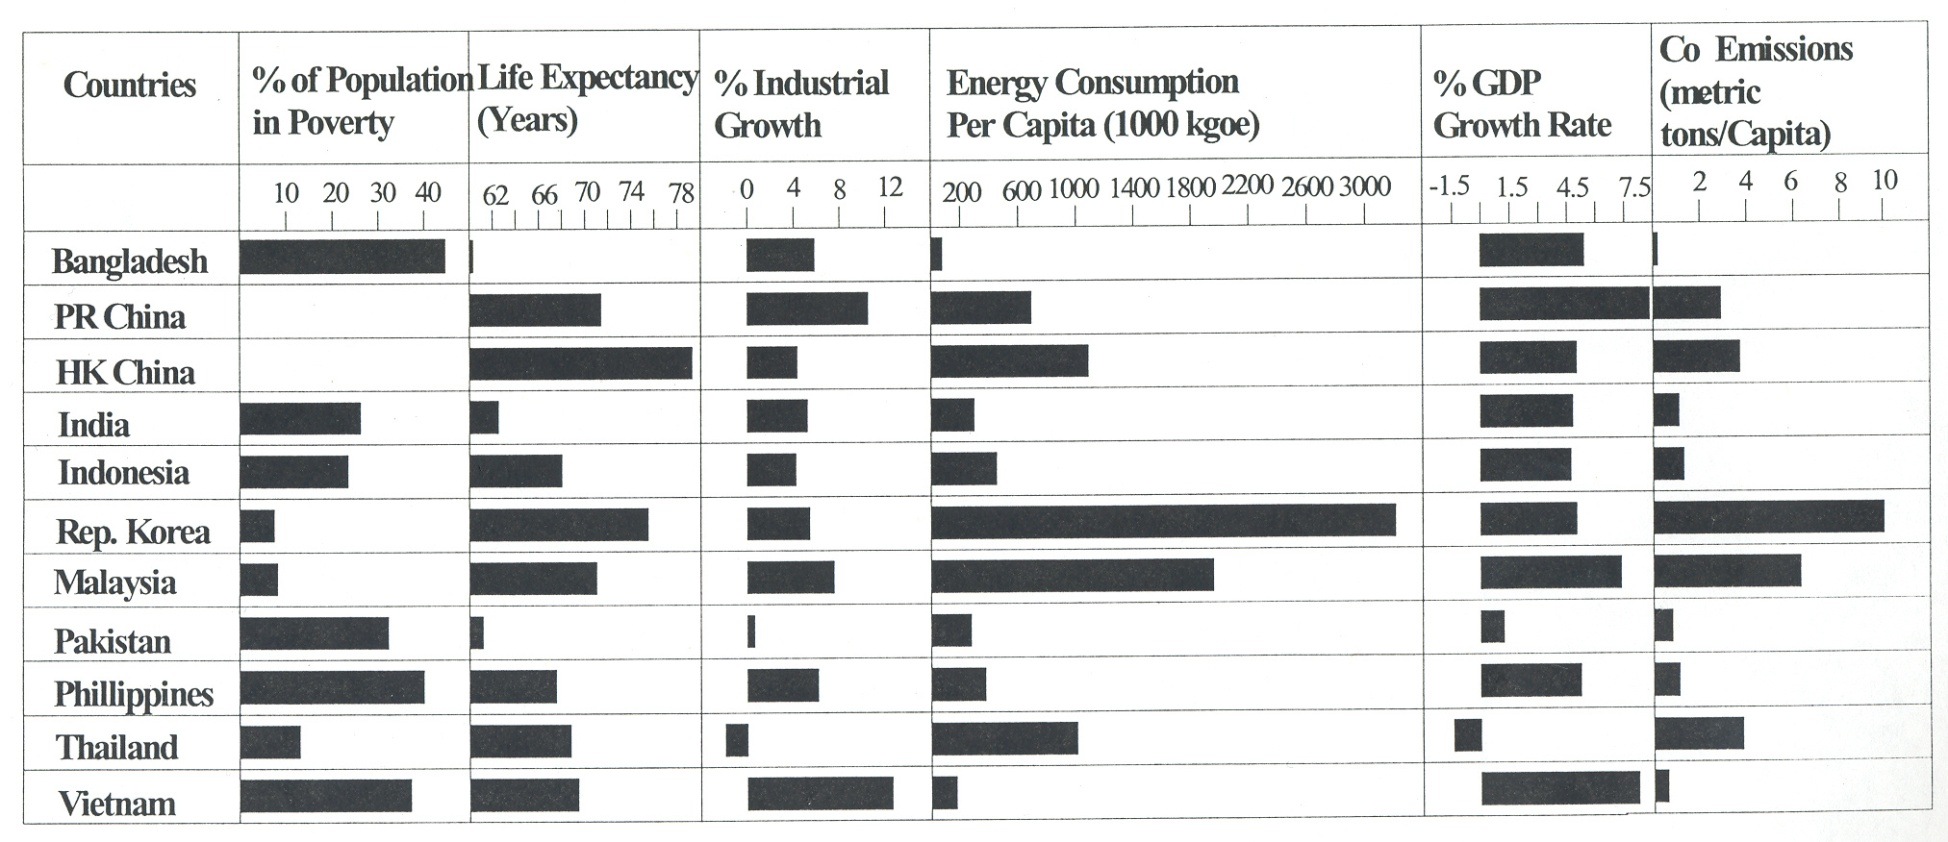 Countries
% of Population
in Poverty
Life Expectancy
(Years)
% Industrial
Growth
Energy Consumption
Per Capita (1000 kgoe)
% GDP
Growth Rate
Co Emissions
(metric
tons/Capita)
10 20 30 40
62 66 70 74 78
0 4 8 12
200 600 1000 1400 1800 2200 2600 3000
-1.5 1.5 4.5 7.5
2 4 6 8 10
Bangladesh
PR China
HK China
India
Indonesia
Rep. Korea
Malaysia
Pakistan
Phillippines
Thailand
Vietnam